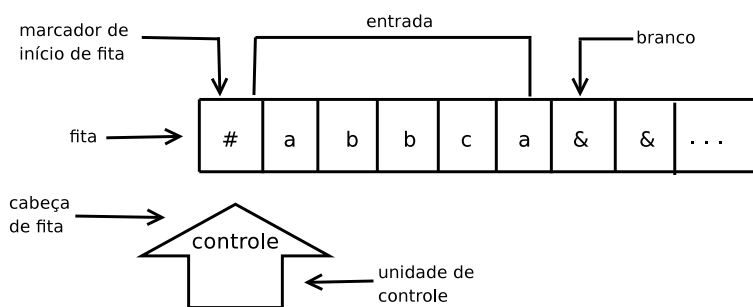 marcador de
início de fita
entrada
branco
fita
# a b b c a & & ...
cabeça
de fita
controle
unidade de
controle